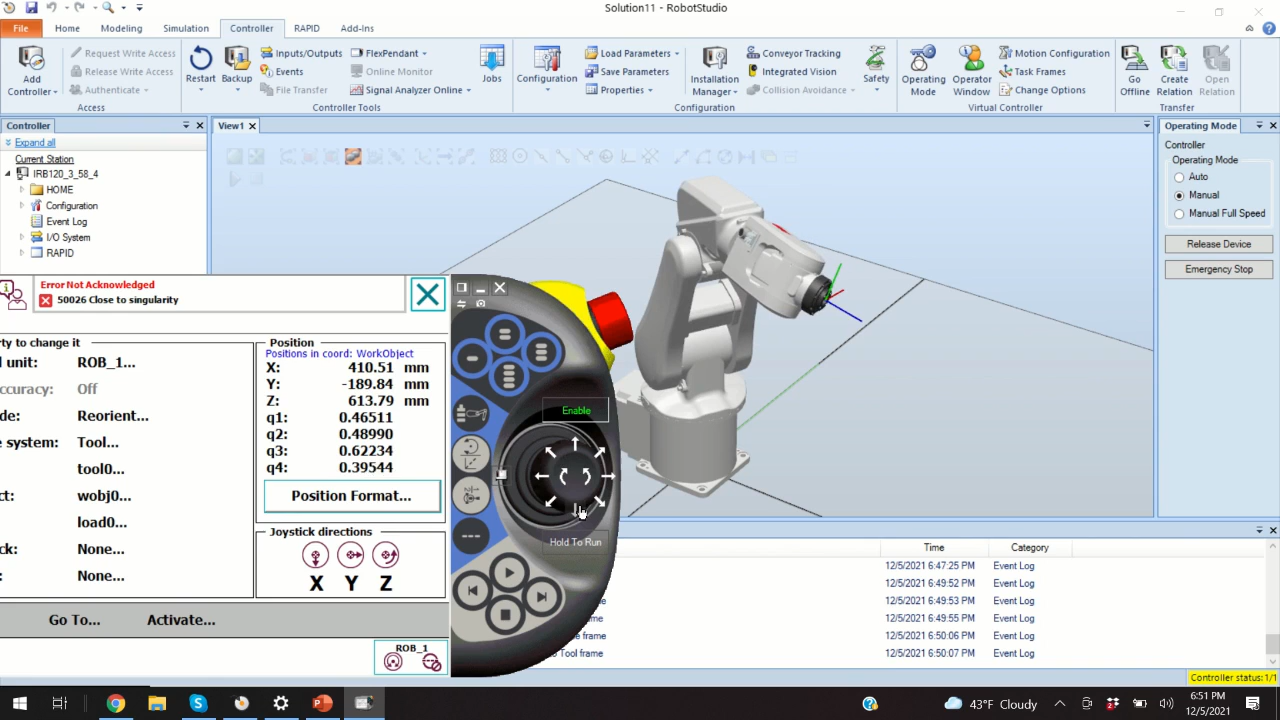 Solution11 - RobotStudio
File Home Modeling Simulation Controller RAPID Add-Ins
Add Controller
Request Write Access
Release Write Access
Authenticate
Access
Restart
Backup
Inputs/Outputs
Events
File Transfer
FlexPendant
Online Monitor
Signal Analyzer Online
Jobs
Controller Tools
Configuration
Load Parameters
Save Parameters
Properties
Installation Manager
Conveyor Tracking
Integrated Vision
Collision Avoidance
Safety
Configuration
Operating Mode
Operator Window
Motion Configuration
Task Frames
Change Options
Virtual Controller
Go Offline
Create Relation
Open Relation
Transfer
Controller
Expand all
Current Station
IRB120_3_58_4
HOME
Configuration
Event Log
I/O System
RAPID
View1
Operating Mode
Controller
Operating Mode
Auto
Manual
Manual Full Speed
Release Device
Emergency Stop
Error Not Acknowledged
50026 Close to singularity
rty to change it
l unit: ROB_1...
ccuracy: Off
de: Reorient...
e system: Tool...
tool0...
ct: wobj0...
load0...
ck: None...
: None...
Position
Positions in coord: WorkObject
X: 410.51 mm
Y: -189.84 mm
Z: 613.79 mm
q1: 0.46511
q2: 0.48990
q3: 0.62234
q4: 0.39544
Position Format...
Joystick directions
X Y Z
Go To... Activate...
ROB_1
Enable
Hold To Run
Time Category
12/5/2021 6:47:25 PM Event Log
12/5/2021 6:49:52 PM Event Log
12/5/2021 6:49:53 PM Event Log
12/5/2021 6:49:55 PM Event Log
e frame 12/5/2021 6:50:06 PM Event Log
Tool frame 12/5/2021 6:50:07 PM Event Log
Controller status: 1/1
43°F Cloudy
6:51 PM
12/5/2021